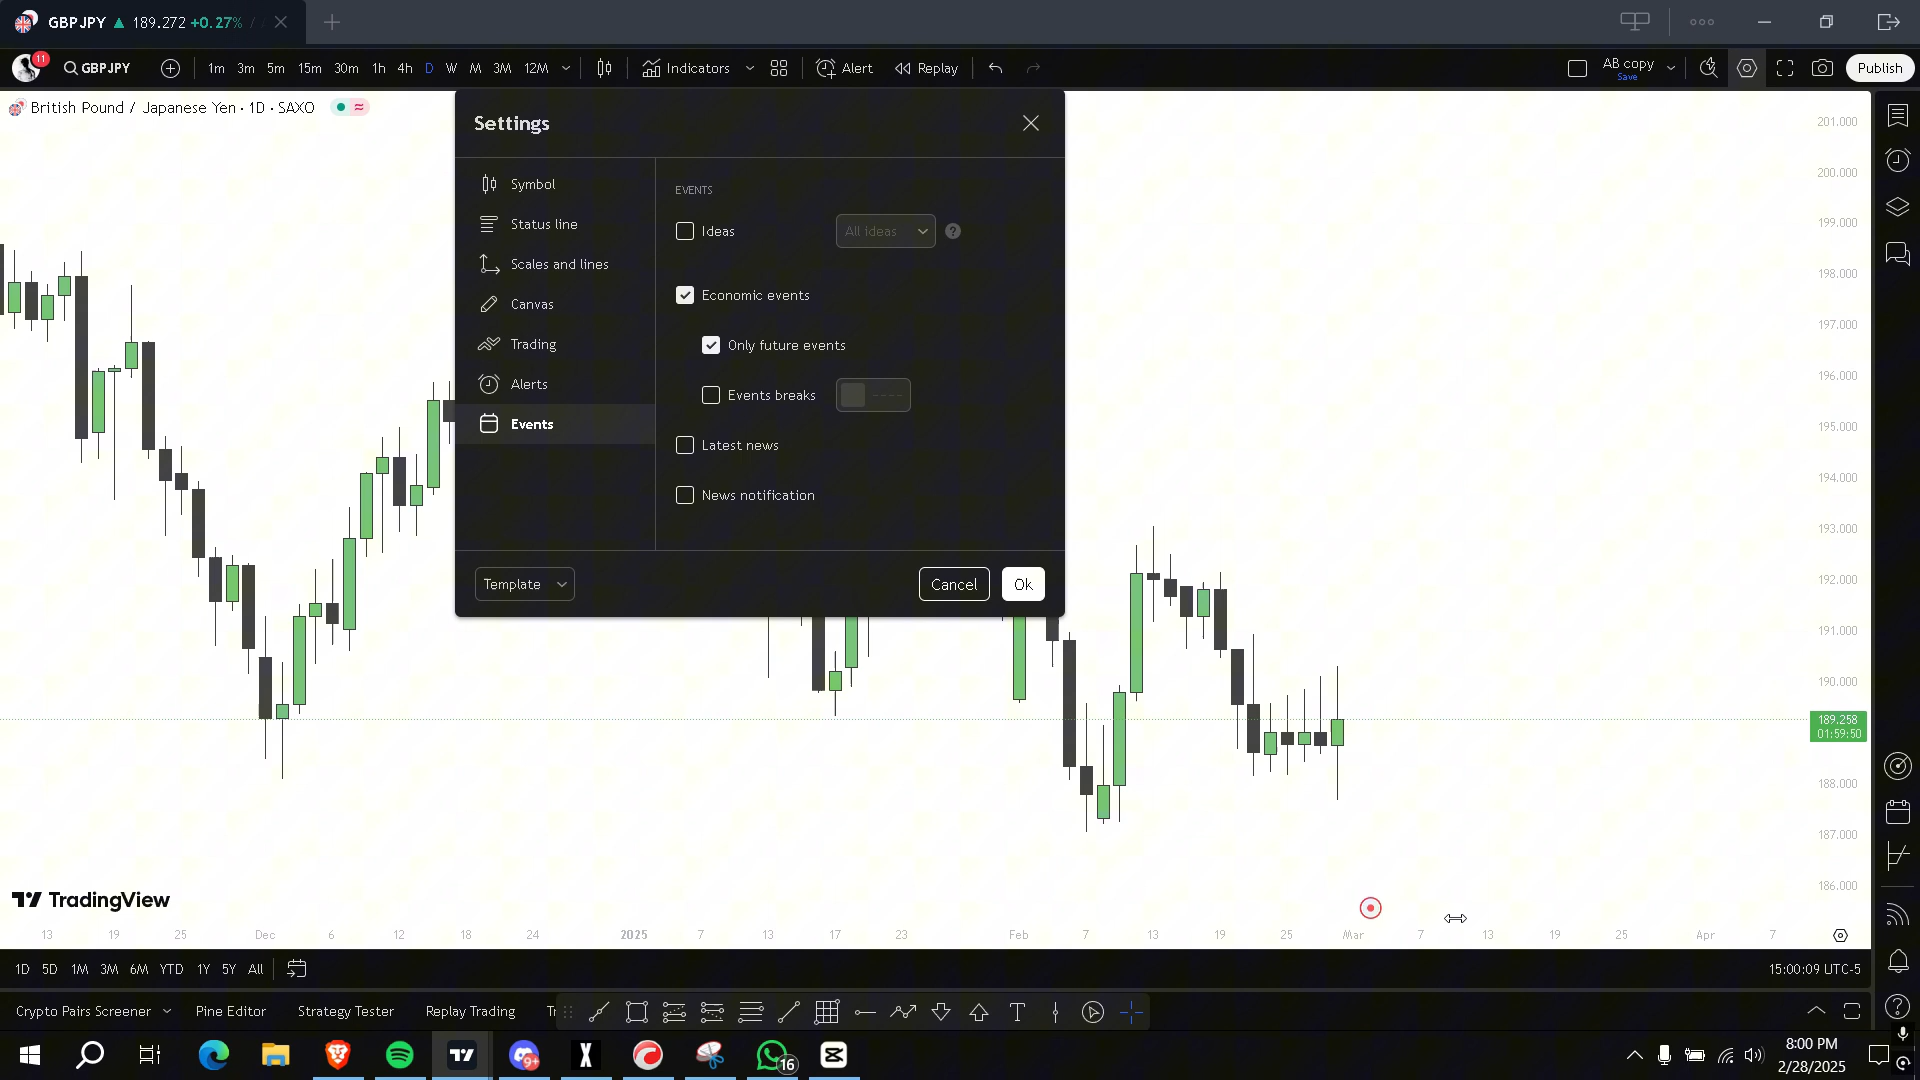 GBPJPY ▲ 189.272 +0.27% /
11
GBPJPY
1m 3m 5m 15m 30m 1h 4h D W M 3M 12M
Indicators
Alert
Replay
AB copy
Save
Publish
British Pound / Japanese Yen · 1D · SAXO
Settings
Symbol
Status line
Scales and lines
Canvas
Trading
Alerts
Events
EVENTS
Ideas
All ideas
Economic events
Only future events
Events breaks
Latest news
News notification
Template
Cancel
Ok
201.000
200.000
199.000
198.000
197.000
196.000
195.000
194.000
193.000
192.000
191.000
190.000
189.258
01:59:50
188.000
187.000
186.000
TradingView
13 19 25 Dec 6 12 18 24 2025 7 13 17 23 Feb 7 13 19 25 Mar 7 13 19 25 Apr 7
1D 5D 1M 3M 6M YTD 1Y 5Y All
15:00:09 UTC-5
Crypto Pairs Screener
Pine Editor
Strategy Tester
Replay Trading
Tr
9+
16
8:00 PM
2/28/2025